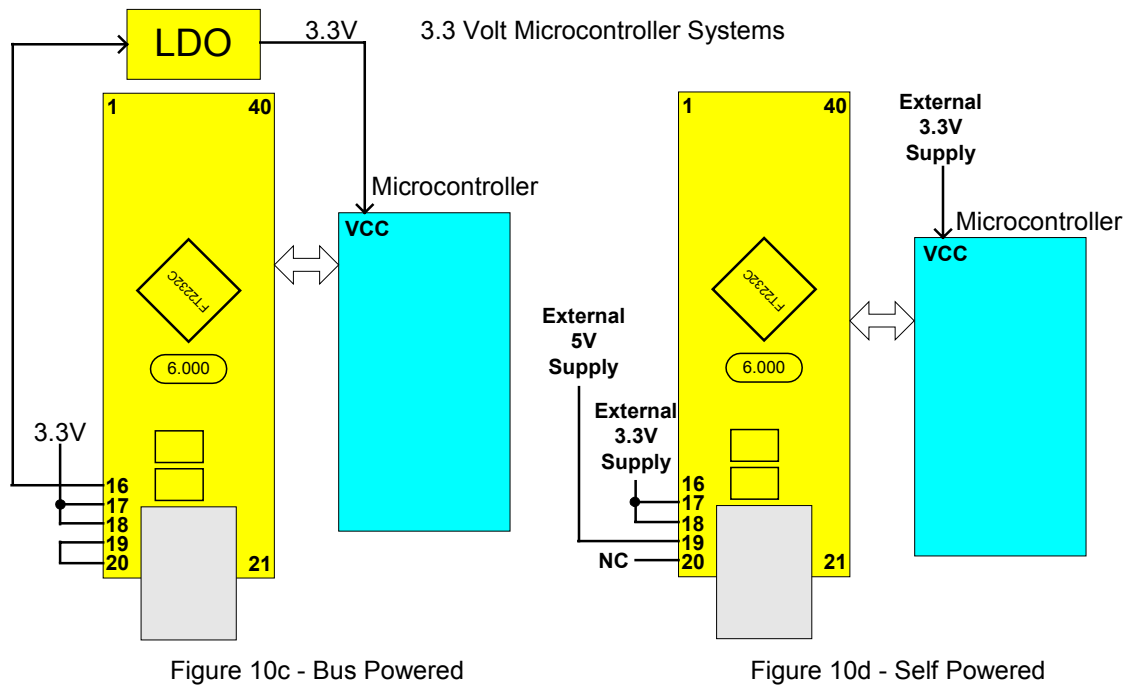 LDO
3.3V
3.3 Volt Microcontroller Systems
1
40
Microcontroller
VCC
FT2232C
6.000
3.3V
16
17
18
19
20
21
Figure 10c - Bus Powered
1
40
External
3.3V
Supply
Microcontroller
VCC
FT2232C
6.000
External
5V
Supply
External
3.3V
Supply
16
17
18
19
NC
20
21
Figure 10d - Self Powered